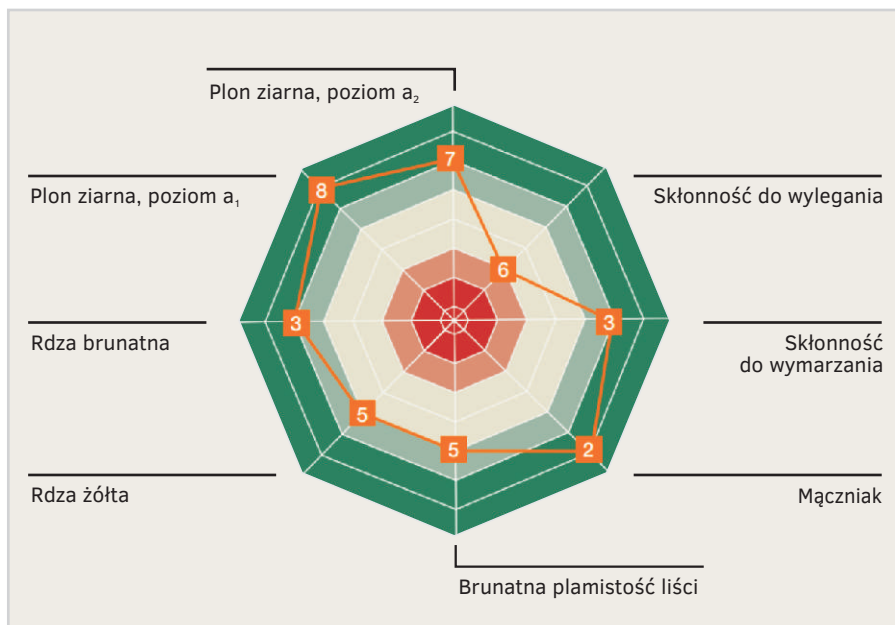 Plon ziarna, poziom a₂
Plon ziarna, poziom a₁
Skłonność do wylegania
Rdza brunatna
Skłonność
do wymarzania
Rdza żółta
Mączniak
Brunatna plamistość liści
7
8
6
3
3
5
5
2